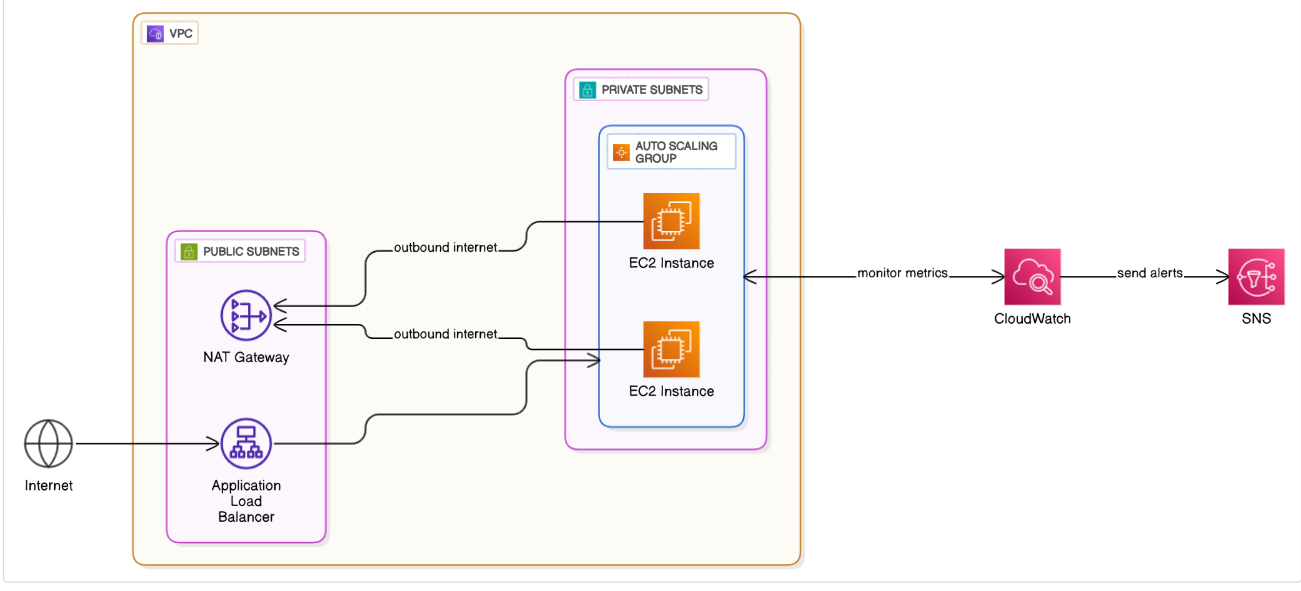 VPC
PRIVATE SUBNETS
AUTO SCALING
GROUP
EC2 Instance
outbound internet
PUBLIC SUBNETS
NAT Gateway
outbound internet
EC2 Instance
monitor metrics
CloudWatch
send alerts
SNS
Internet
Application
Load
Balancer